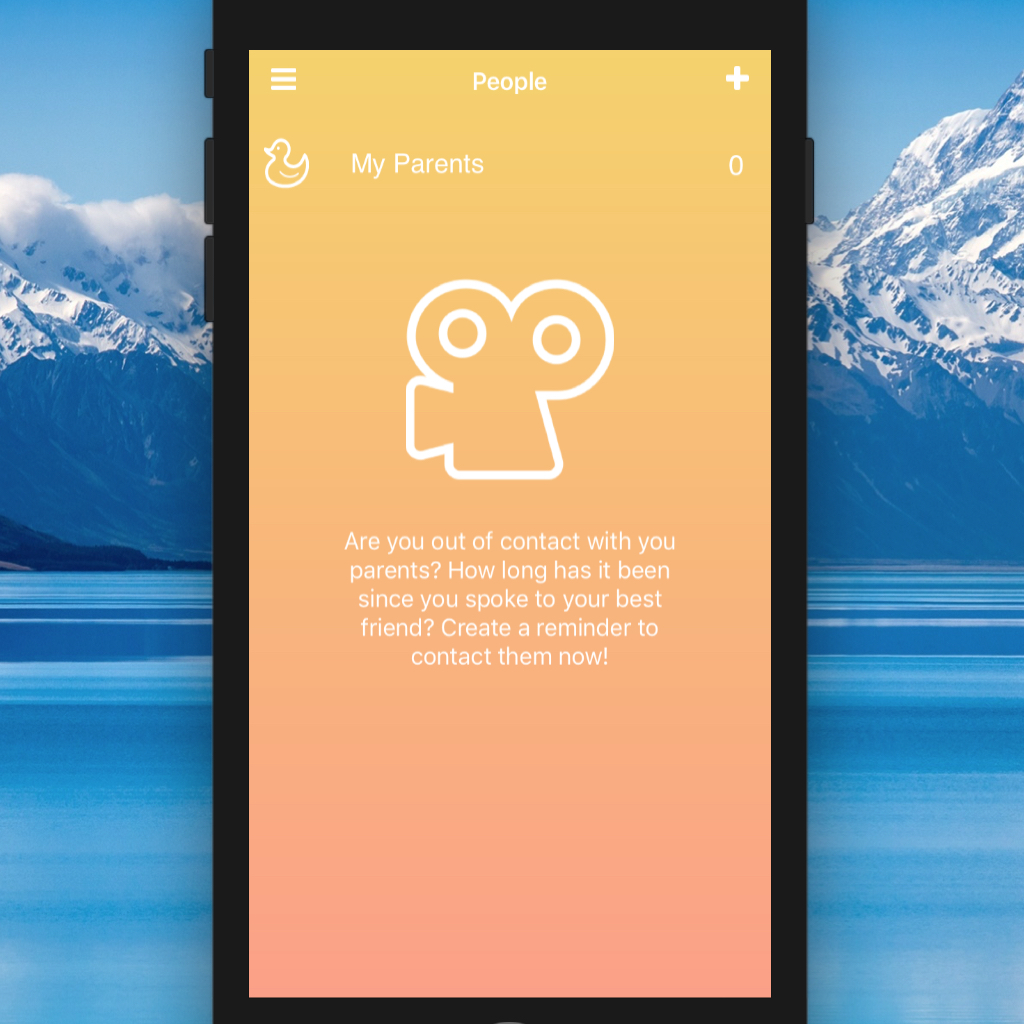 People
My Parents 0
Are you out of contact with you
parents? How long has it been
since you spoke to your best
friend? Create a reminder to
contact them now!